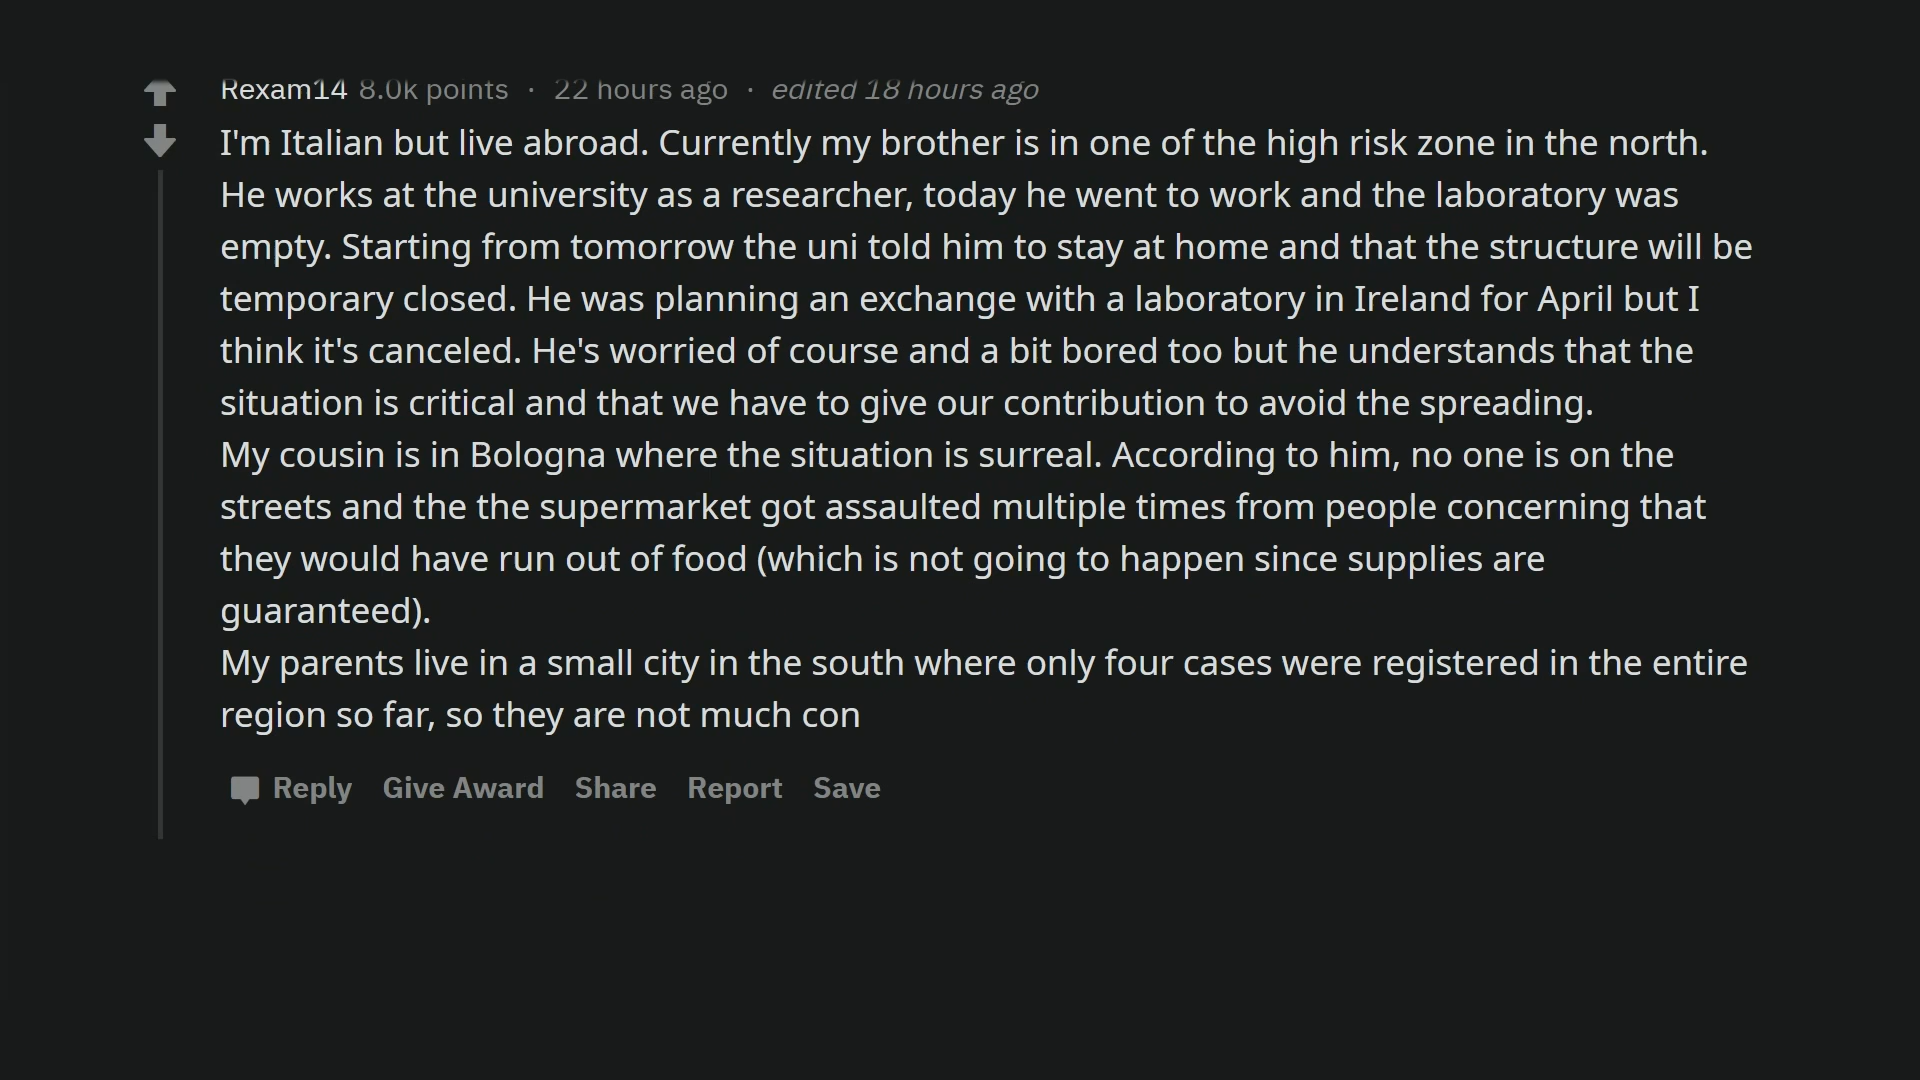 Rexam14 8.0k points · 22 hours ago · edited 18 hours ago
I'm Italian but live abroad. Currently my brother is in one of the high risk zone in the north.
He works at the university as a researcher, today he went to work and the laboratory was
empty. Starting from tomorrow the uni told him to stay at home and that the structure will be
temporary closed. He was planning an exchange with a laboratory in Ireland for April but I
think it's canceled. He's worried of course and a bit bored too but he understands that the
situation is critical and that we have to give our contribution to avoid the spreading.
My cousin is in Bologna where the situation is surreal. According to him, no one is on the
streets and the the supermarket got assaulted multiple times from people concerning that
they would have run out of food (which is not going to happen since supplies are
guaranteed).
My parents live in a small city in the south where only four cases were registered in the entire
region so far, so they are not much con
Reply Give Award Share Report Save